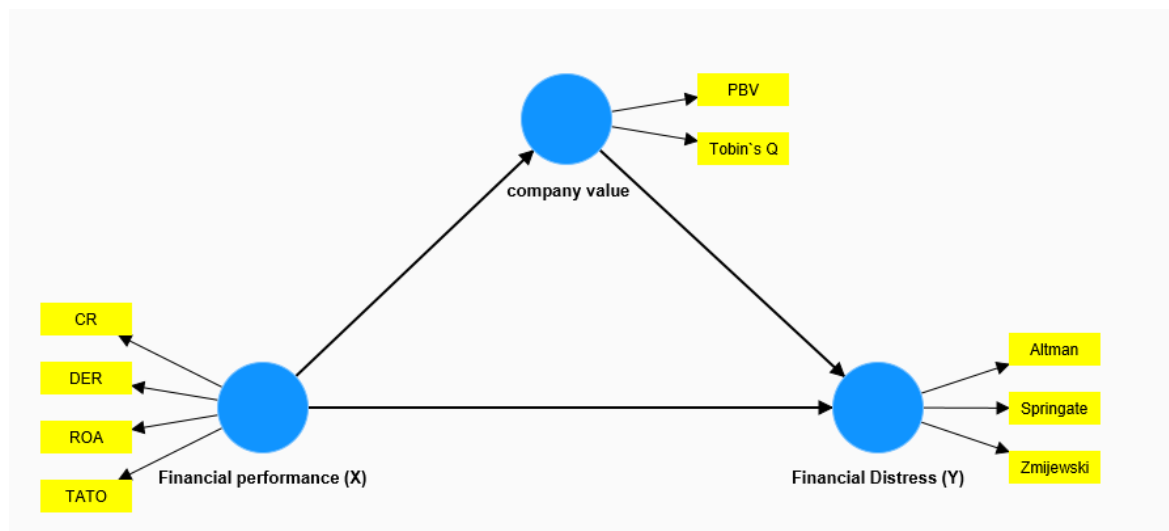 PBV
Tobin`s Q
company value
CR
DER
ROA
TATO
Financial performance (X)
Altman
Springate
Zmijewski
Financial Distress (Y)